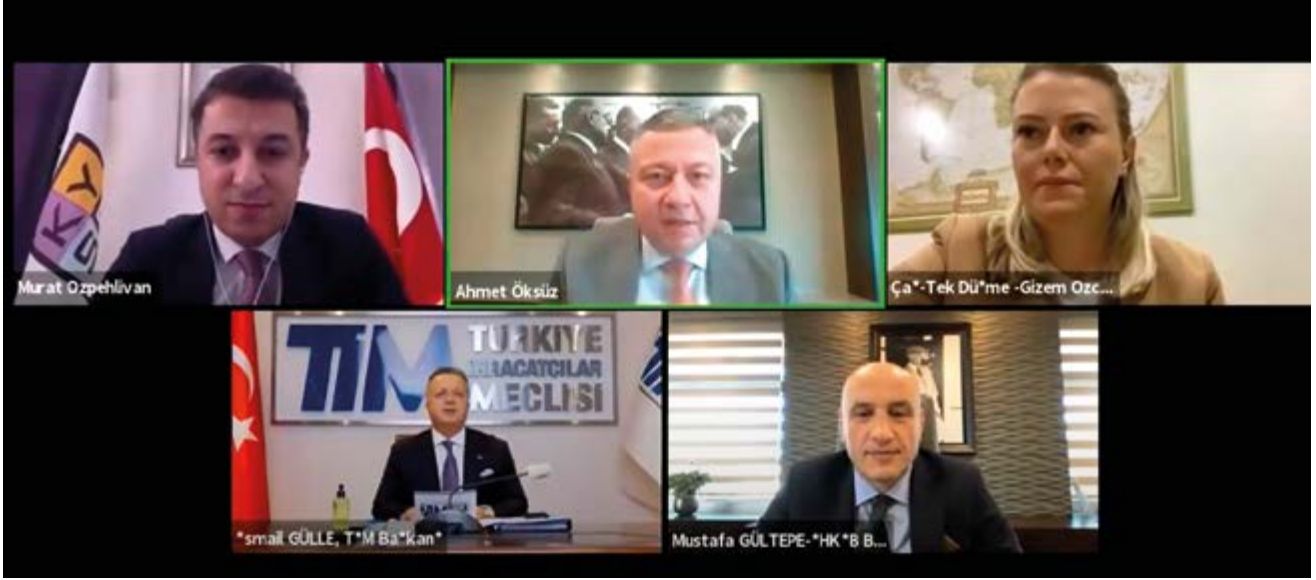 YKS
Murat Ozpehlivan
Ahmet Öksüz
Ça*-Tek Dü*me -Gizem Ozc...
TİM TÜRKİYE
İHRACATÇILAR
MECLİSİ
*smail GÜLLE, T*M Ba*kan*
Mustafa GÜLTEPE-*HK*B B...